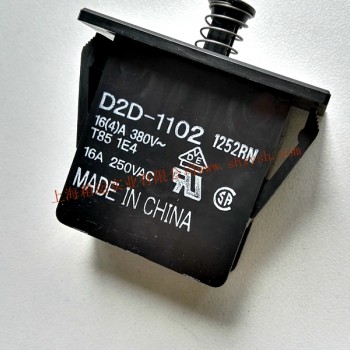 D2D-1102 1252RN
16(4)A 380V~
T85 1E4
16A 250VAC
MADE IN CHINA